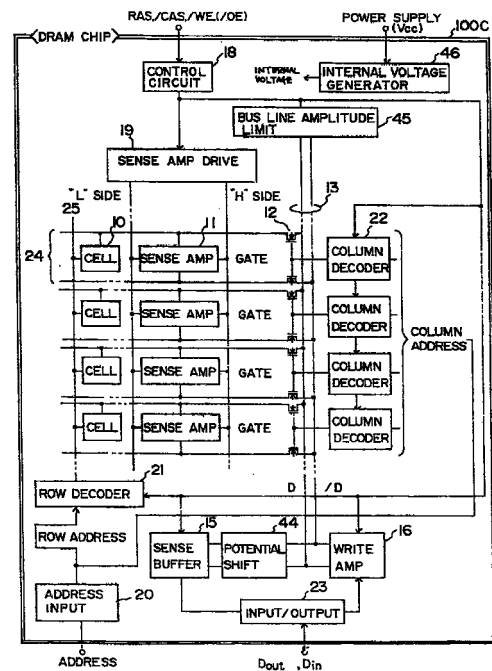 RAS/CAS/WE(/OE)
POWER SUPPLY
(Vcc)
100C
DRAM CHIP
18
46
CONTROL
CIRCUIT
INTERNAL
VOLTAGE
INTERNAL VOLTAGE
GENERATOR
BUS LINE AMPLITUDE
LIMIT
45
19
SENSE AMP DRIVE
"L" SIDE
"H" SIDE
13
25
10
11
12
22
24
CELL
SENSE AMP
GATE
COLUMN
DECODER
CELL
SENSE AMP
GATE
COLUMN
DECODER
COLUMN
ADDRESS
CELL
SENSE AMP
GATE
COLUMN
DECODER
CELL
SENSE AMP
GATE
COLUMN
DECODER
21
ROW DECODER
D
/D
15
44
16
ROW ADDRESS
SENSE
BUFFER
POTENTIAL
SHIFT
WRITE
AMP
ADDRESS
INPUT
20
23
INPUT/OUTPUT
ADDRESS
Dout , Din